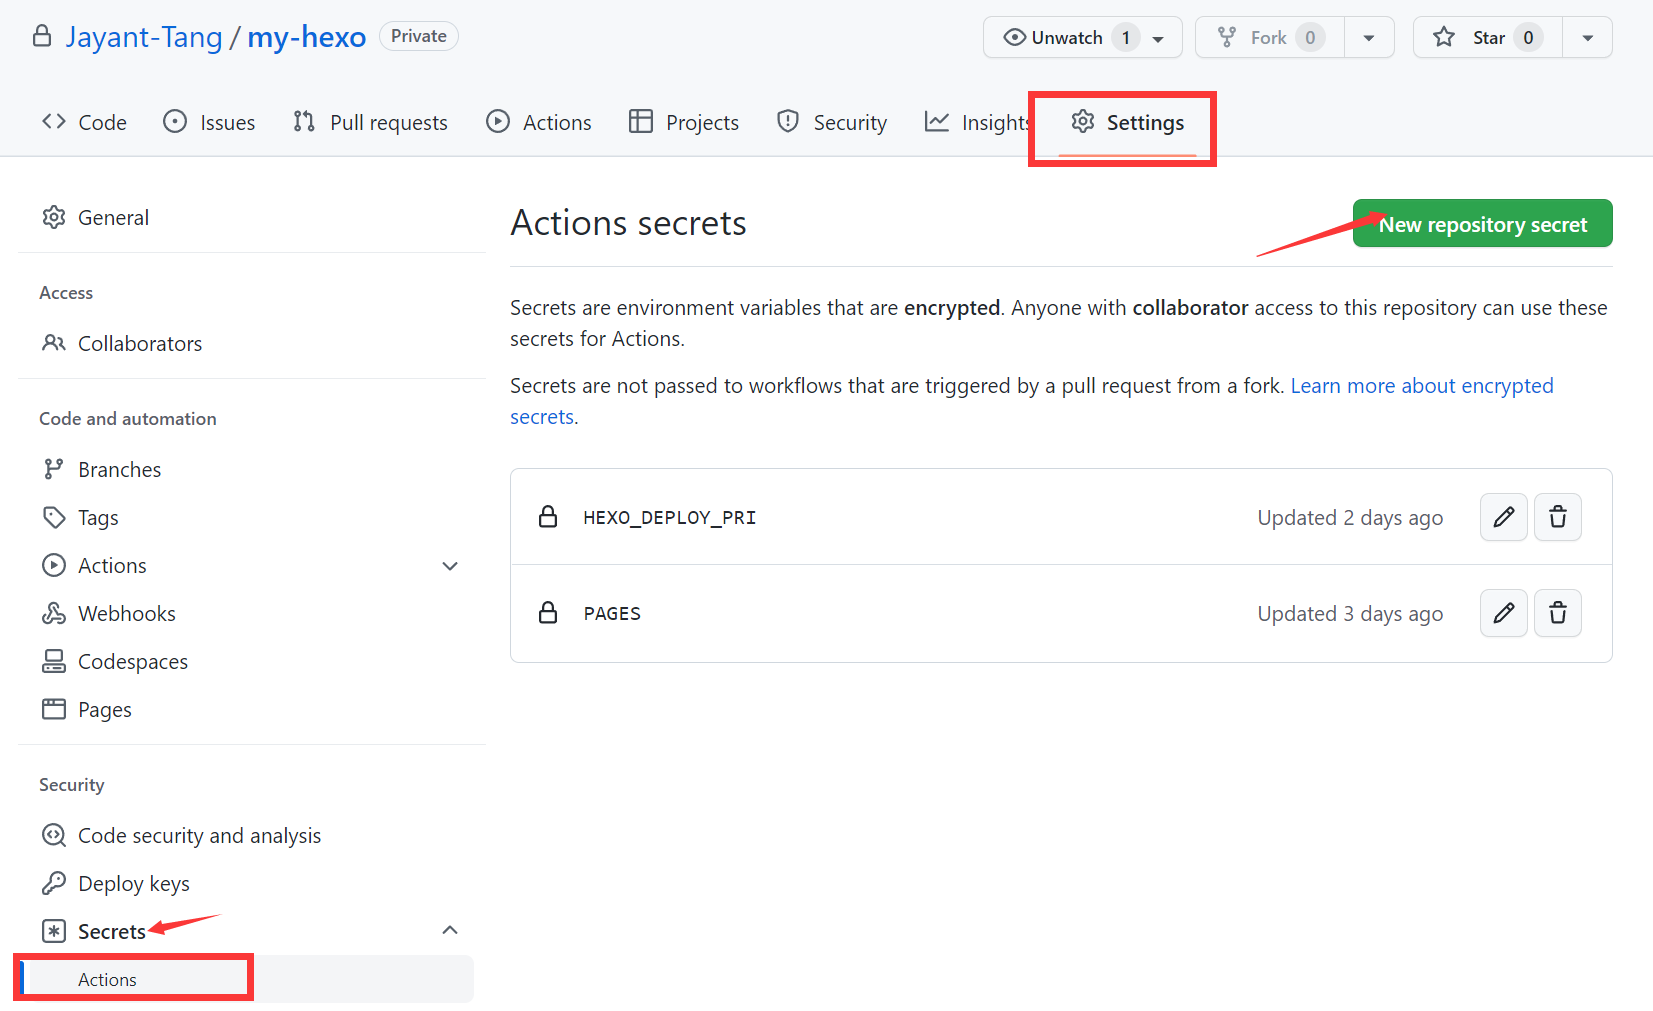 Jayant-Tang / my-hexo Private Unwatch 1 Fork 0 Star 0
Code Issues Pull requests Actions Projects Security Insights Settings
General
Access
Collaborators
Code and automation
Branches
Tags
Actions
Webhooks
Codespaces
Pages
Security
Code security and analysis
Deploy keys
Secrets
Actions
Actions secrets
New repository secret
Secrets are environment variables that are encrypted. Anyone with collaborator access to this repository can use these
secrets for Actions.
Secrets are not passed to workflows that are triggered by a pull request from a fork. Learn more about encrypted
secrets.
HEXO_DEPLOY_PRI Updated 2 days ago
PAGES Updated 3 days ago